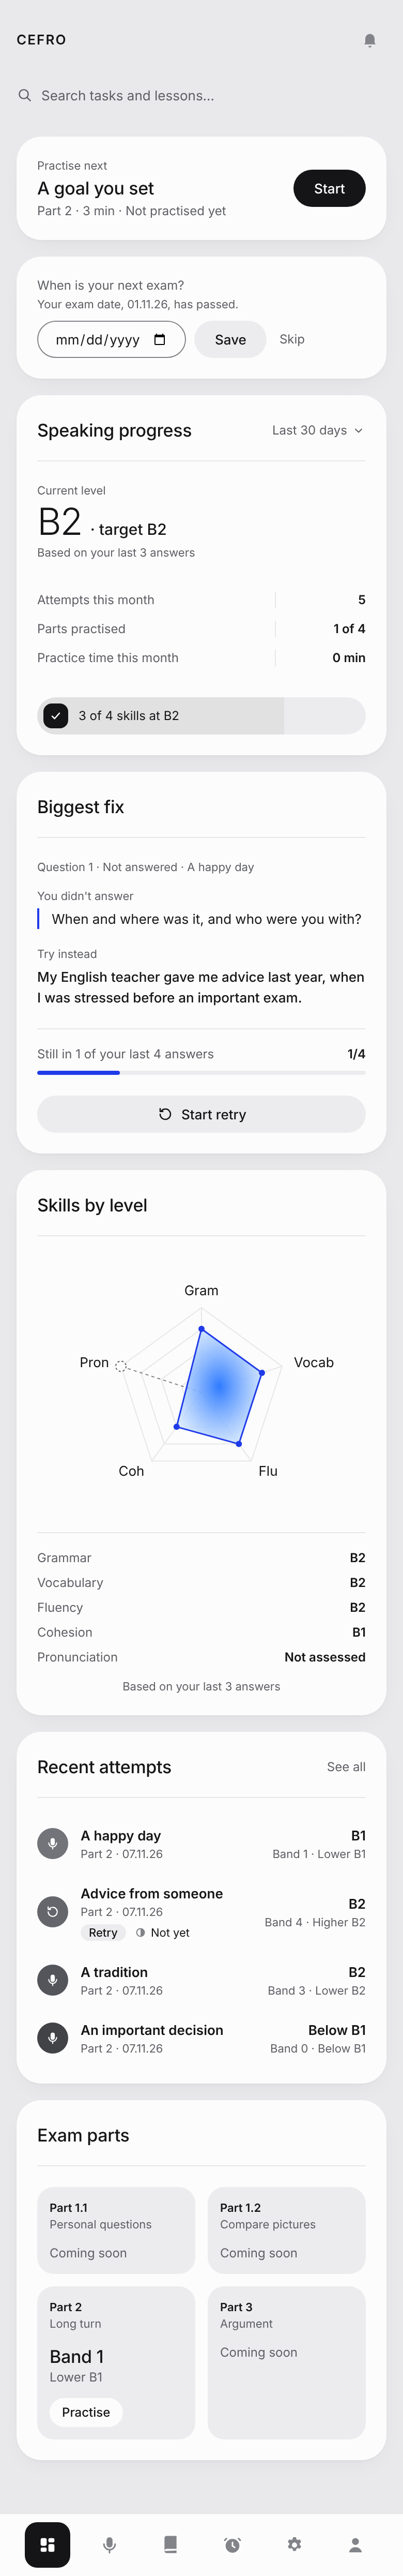 CEFRO
Search tasks and lessons...
Practise next
A goal you set
Part 2 · 3 min · Not practised yet
Start
When is your next exam?
Your exam date, 01.11.26, has passed.
mm/dd/yyyy
Save
Skip
Speaking progress
Last 30 days
Current level
B2 · target B2
Based on your last 3 answers
Attempts this month 5
Parts practised 1 of 4
Practice time this month 0 min
3 of 4 skills at B2
Biggest fix
Question 1 · Not answered · A happy day
You didn't answer
When and where was it, and who were you with?
Try instead
My English teacher gave me advice last year, when
I was stressed before an important exam.
Still in 1 of your last 4 answers 1/4
Start retry
Skills by level
Gram
Pron
Vocab
Coh
Flu
Grammar B2
Vocabulary B2
Fluency B2
Cohesion B1
Pronunciation Not assessed
Based on your last 3 answers
Recent attempts
See all
A happy day
Part 2 · 07.11.26
B1
Band 1 · Lower B1
Advice from someone
Part 2 · 07.11.26
Retry
Not yet
B2
Band 4 · Higher B2
A tradition
Part 2 · 07.11.26
B2
Band 3 · Lower B2
An important decision
Part 2 · 07.11.26
Below B1
Band 0 · Below B1
Exam parts
Part 1.1
Personal questions
Coming soon
Part 1.2
Compare pictures
Coming soon
Part 2
Long turn
Band 1
Lower B1
Practise
Part 3
Argument
Coming soon